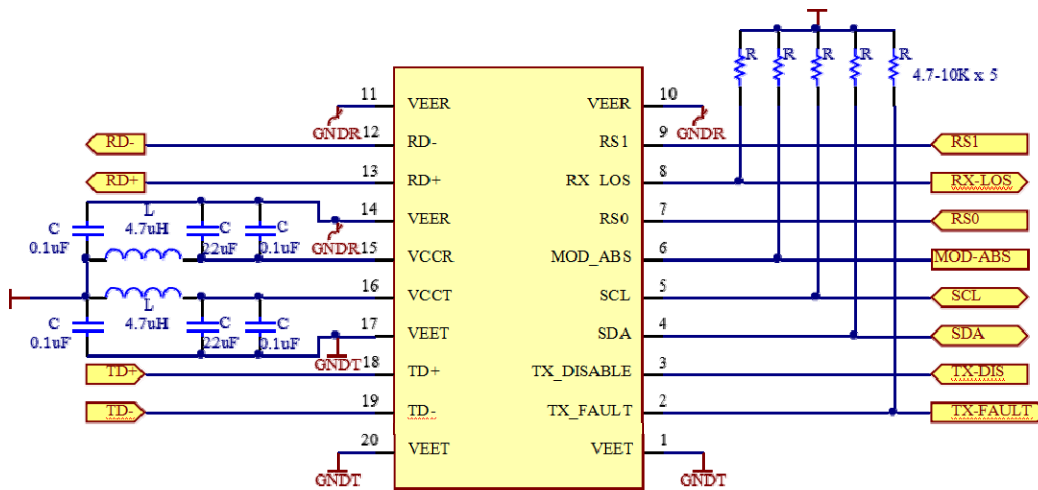 R R R R R
4.7-10K x 5
11 VEER VEER 10
GNDR GNDR
RD- 12 RD- RS1 9 RS1
RD+ 13 RD+ RX_LOS 8 RX-LOS
14 VEER RS0 7 RS0
GNDR
C L C C
0.1uF 4.7uH 22uF 0.1uF
15 VCCR MOD_ABS 6 MOD-ABS
16 VCCT SCL 5 SCL
C L C C
0.1uF 4.7uH 22uF 0.1uF
17 VEET SDA 4 SDA
GNDT
TD+ 18 TD+ TX_DISABLE 3 TX-DIS
TD- 19 TD- TX_FAULT 2 TX-FAULT
20 VEET VEET 1
GNDT GNDT